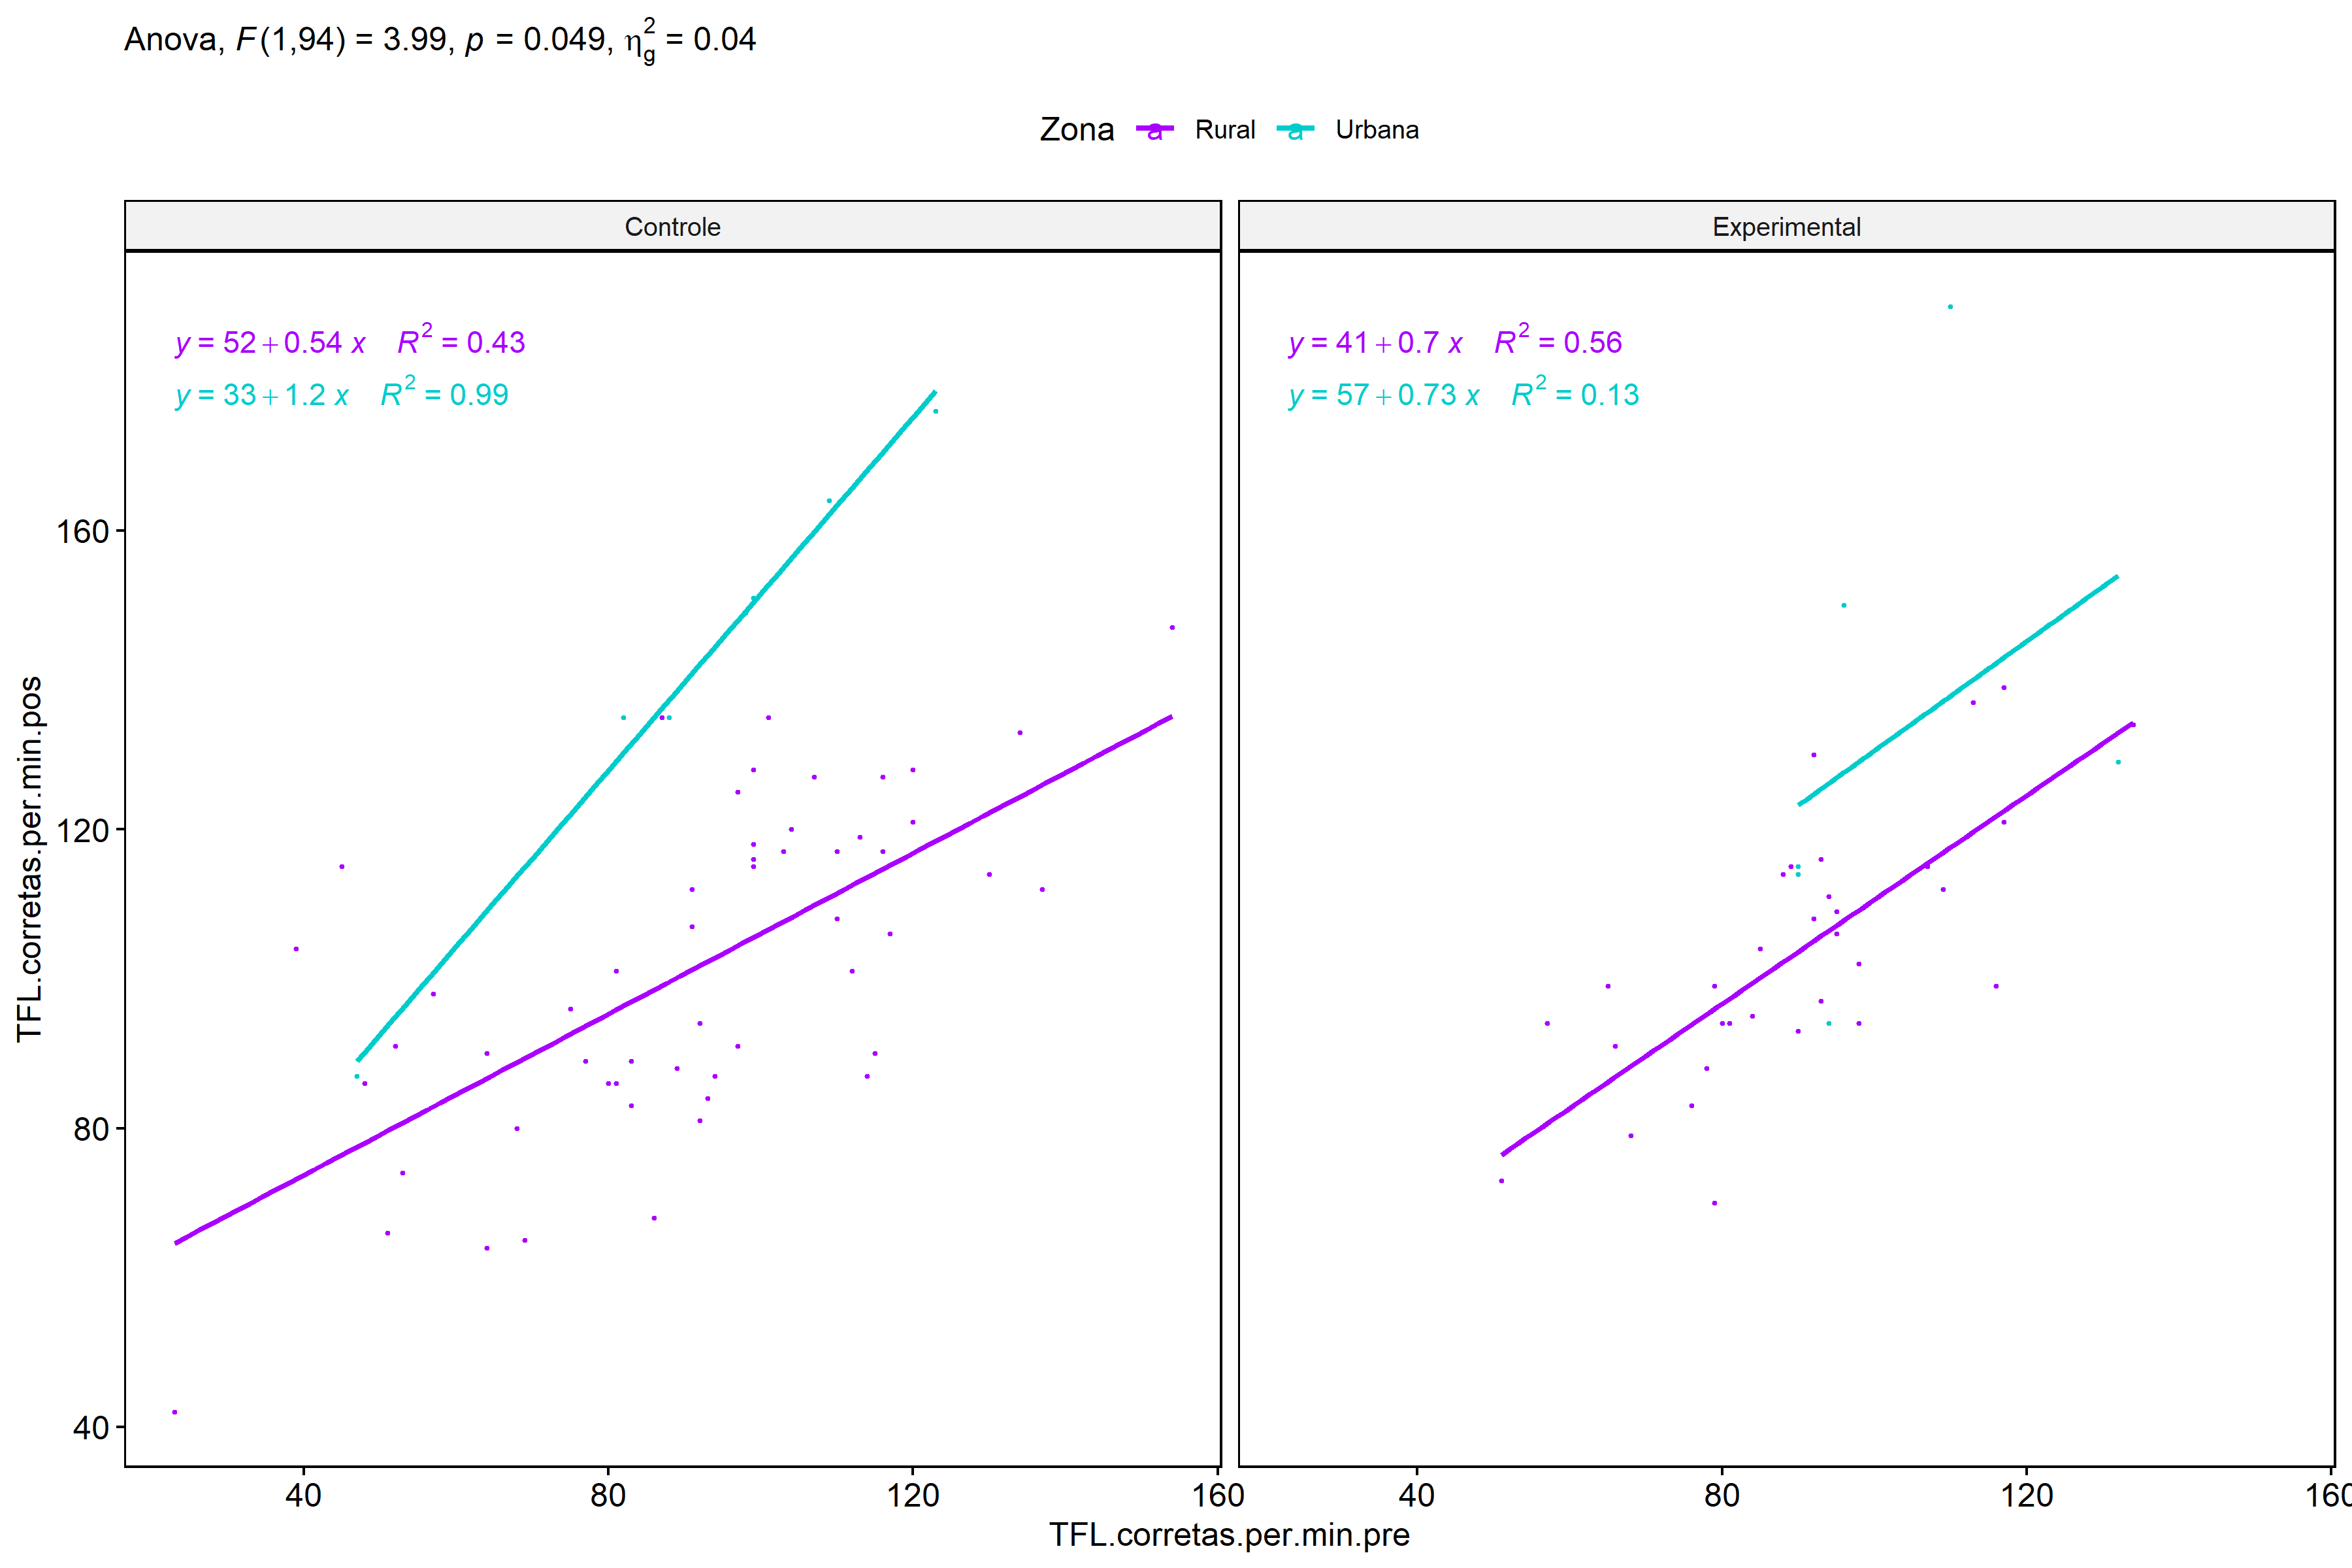 Anova, F(1,94) = 3.99, p = 0.049, η²g = 0.04
Zona a Rural a Urbana
Controle
Experimental
y = 52 + 0.54 x R² = 0.43
y = 33 + 1.2 x R² = 0.99
y = 41 + 0.7 x R² = 0.56
y = 57 + 0.73 x R² = 0.13
TFL.corretas.per.min.pos
160
120
80
40
40 80 120 160
40 80 120 160
TFL.corretas.per.min.pre